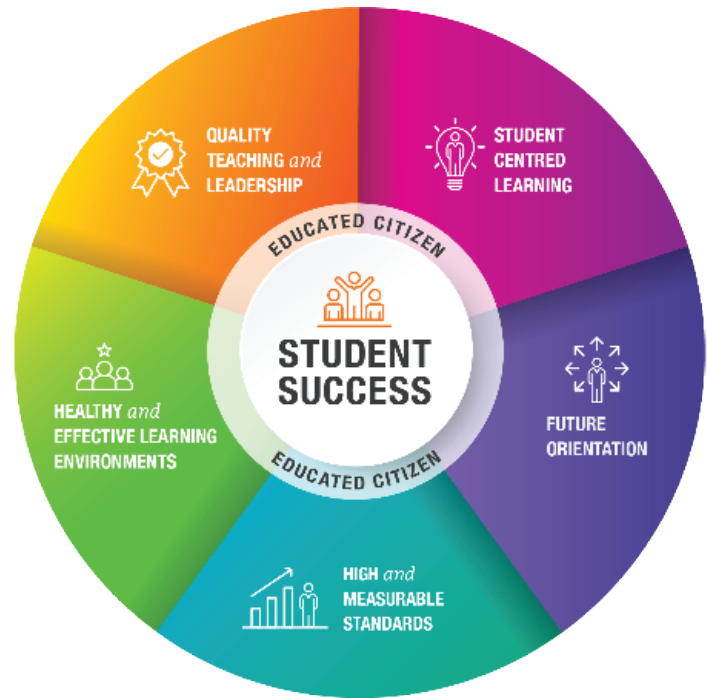 QUALITY
TEACHING and
LEADERSHIP
STUDENT
CENTRED
LEARNING
EDUCATED CITIZEN
STUDENT
SUCCESS
EDUCATED CITIZEN
HEALTHY and
EFFECTIVE LEARNING
ENVIRONMENTS
FUTURE
ORIENTATION
HIGH and
MEASURABLE
STANDARDS